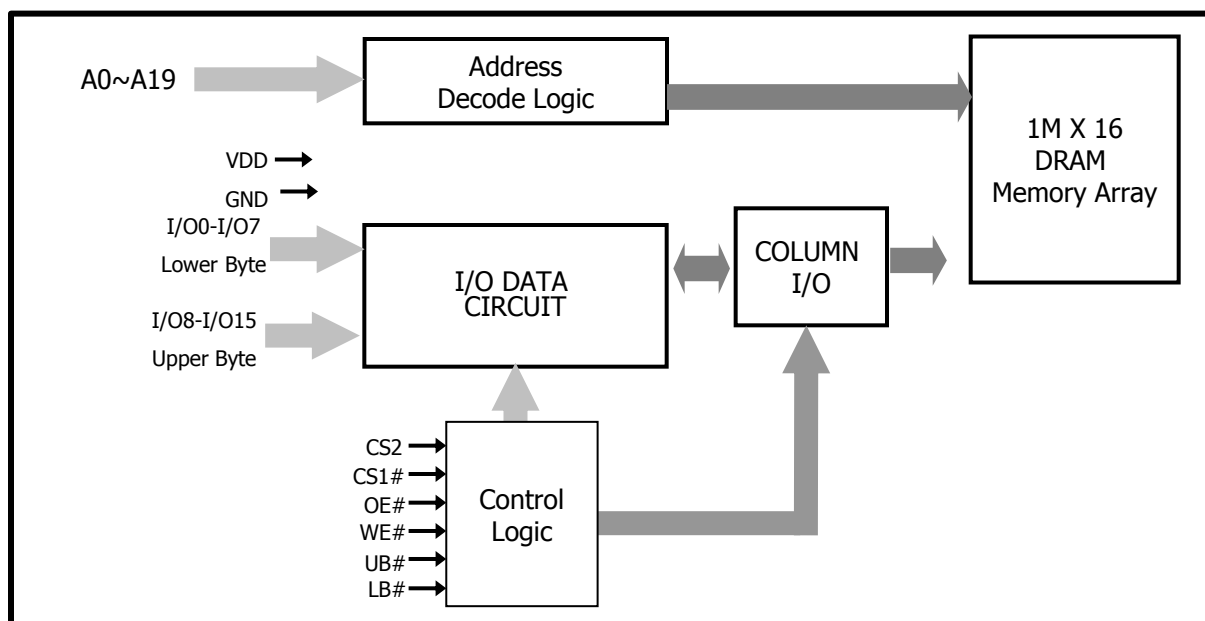 A0~A19
Address
Decode Logic
1M X 16
DRAM
Memory Array
VDD
GND
I/O0-I/O7
Lower Byte
I/O8-I/O15
Upper Byte
I/O DATA
CIRCUIT
COLUMN
I/O
CS2
CS1#
OE#
WE#
UB#
LB#
Control
Logic